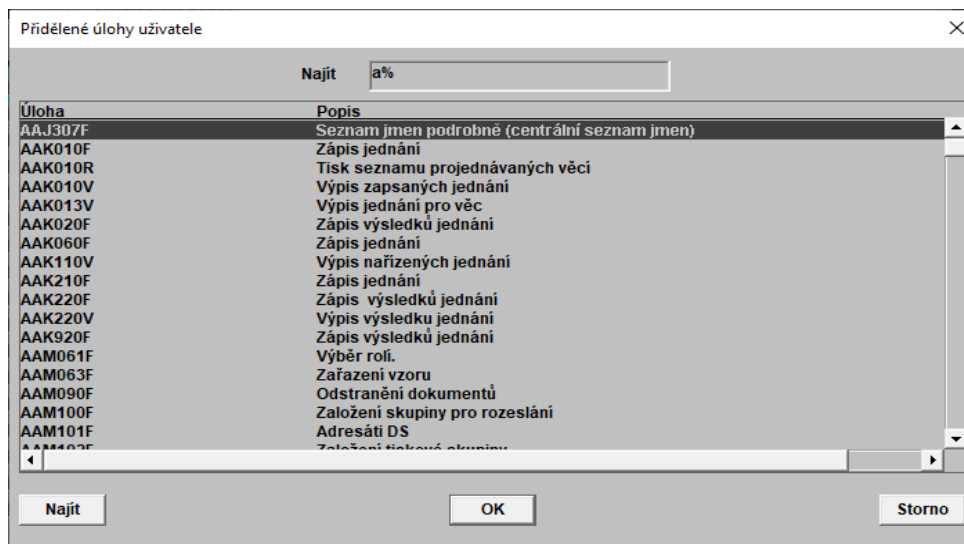 Přidělené úlohy uživatele
Najít a%
Úloha Popis
AAJ307F Seznam jmen podrobně (centrální seznam jmen)
AAK010F Zápis jednání
AAK010R Tisk seznamu projednávaných věcí
AAK010V Výpis zapsaných jednání
AAK013V Výpis jednání pro věc
AAK020F Zápis výsledků jednání
AAK060F Zápis jednání
AAK110V Výpis nařízených jednání
AAK210F Zápis jednání
AAK220F Zápis  výsledků jednání
AAK220V Výpis výsledku jednání
AAK920F Zápis výsledků jednání
AAM061F Výběr rolí.
AAM063F Zařazení vzoru
AAM090F Odstranění dokumentů
AAM100F Založení skupiny pro rozeslání
AAM101F Adresáti DS
Založení tiskové skupiny
Najít OK Storno